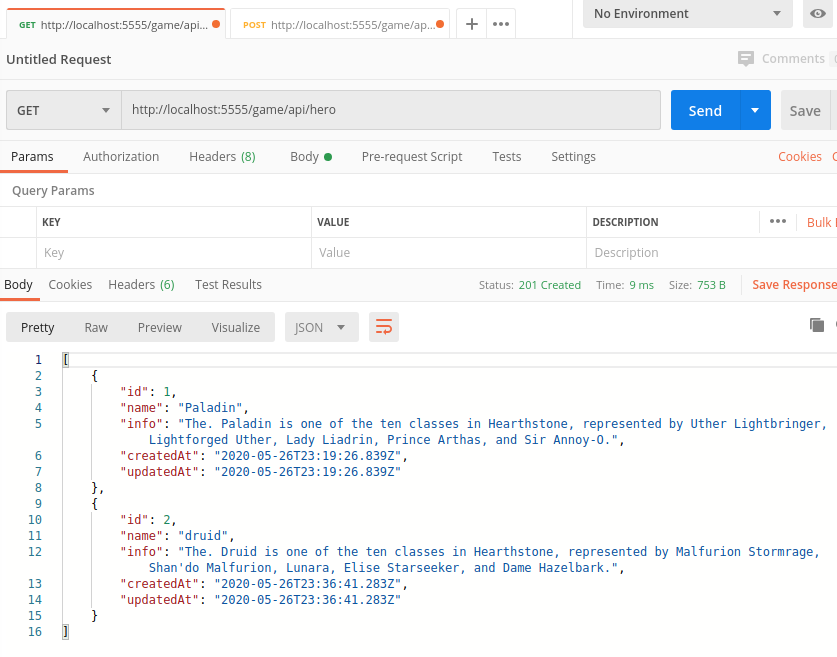 GET http://localhost:5555/game/api... POST http://localhost:5555/game/ap... No Environment
Untitled Request Comments
GET http://localhost:5555/game/api/hero Send Save
Params Authorization Headers (8) Body Pre-request Script Tests Settings Cookies
Query Params
KEY VALUE DESCRIPTION Bulk
Key Value Description
Body Cookies Headers (6) Test Results Status: 201 Created Time: 9 ms Size: 753 B Save Response
Pretty Raw Preview Visualize JSON
1 [
2 {
3 "id": 1,
4 "name": "Paladin",
5 "info": "The. Paladin is one of the ten classes in Hearthstone, represented by Uther Lightbringer,
Lightforged Uther, Lady Liadrin, Prince Arthas, and Sir Annoy-O.",
6 "createdAt": "2020-05-26T23:19:26.839Z",
7 "updatedAt": "2020-05-26T23:19:26.839Z"
8 },
9 {
10 "id": 2,
11 "name": "druid",
12 "info": "The. Druid is one of the ten classes in Hearthstone, represented by Malfurion Stormrage,
Shan'do Malfurion, Lunara, Elise Starseeker, and Dame Hazelbark.",
13 "createdAt": "2020-05-26T23:36:41.283Z",
14 "updatedAt": "2020-05-26T23:36:41.283Z"
15 }
16 ]